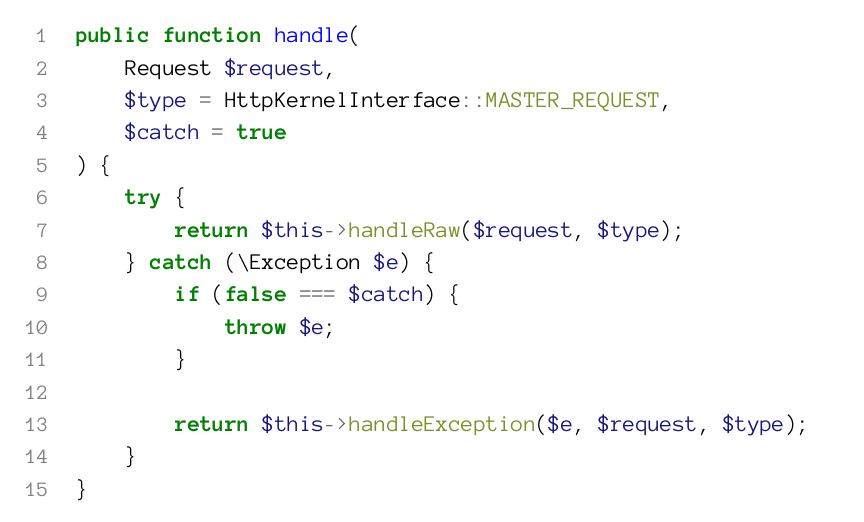 1 public function handle(
2     Request $request,
3     $type = HttpKernelInterface::MASTER_REQUEST,
4     $catch = true
5 ) {
6     try {
7         return $this->handleRaw($request, $type);
8     } catch (\Exception $e) {
9         if (false === $catch) {
10             throw $e;
11         }
12
13         return $this->handleException($e, $request, $type);
14     }
15 }